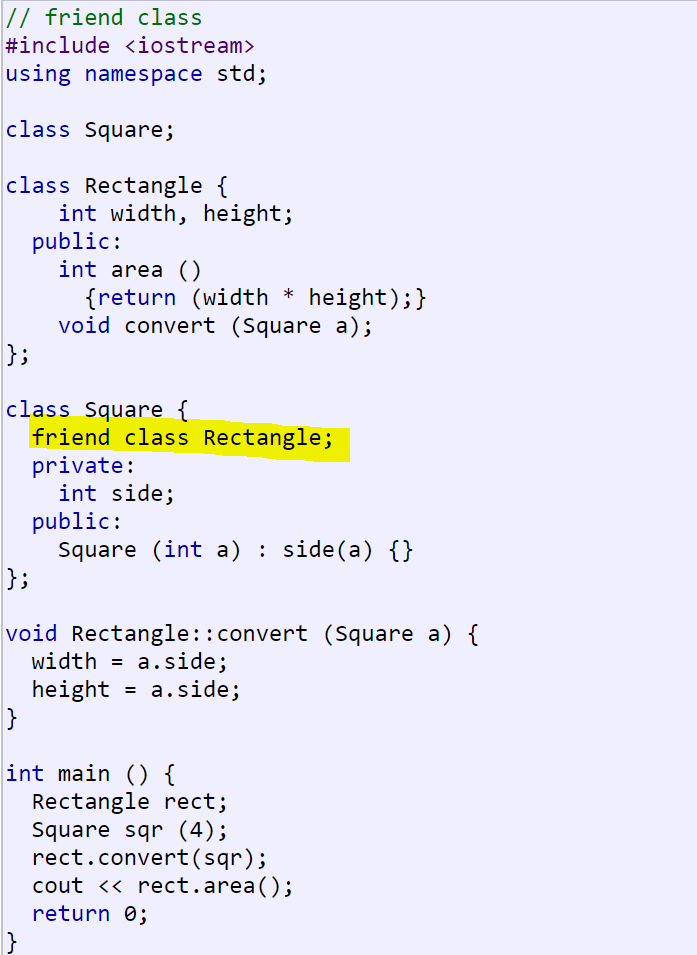 // friend class
#include <iostream>
using namespace std;

class Square;

class Rectangle {
    int width, height;
  public:
    int area ()
      {return (width * height);}
    void convert (Square a);
};

class Square {
  friend class Rectangle;
  private:
    int side;
  public:
    Square (int a) : side(a) {}
};

void Rectangle::convert (Square a) {
  width = a.side;
  height = a.side;
}

int main () {
  Rectangle rect;
  Square sqr (4);
  rect.convert(sqr);
  cout << rect.area();
  return 0;
}